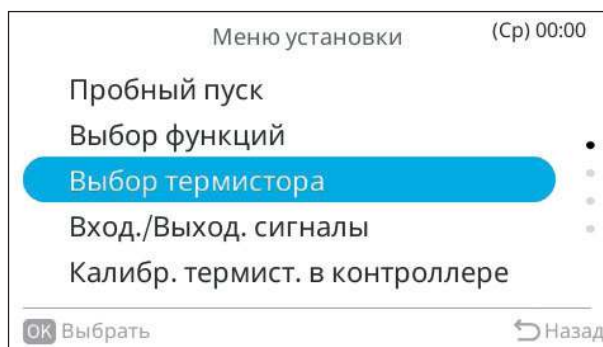 Меню установки
(Ср) 00:00
Пробный пуск
Выбор функций
Выбор термистора
Вход./Выход. сигналы
Калибр. термист. в контроллере
OK Выбрать
Назад